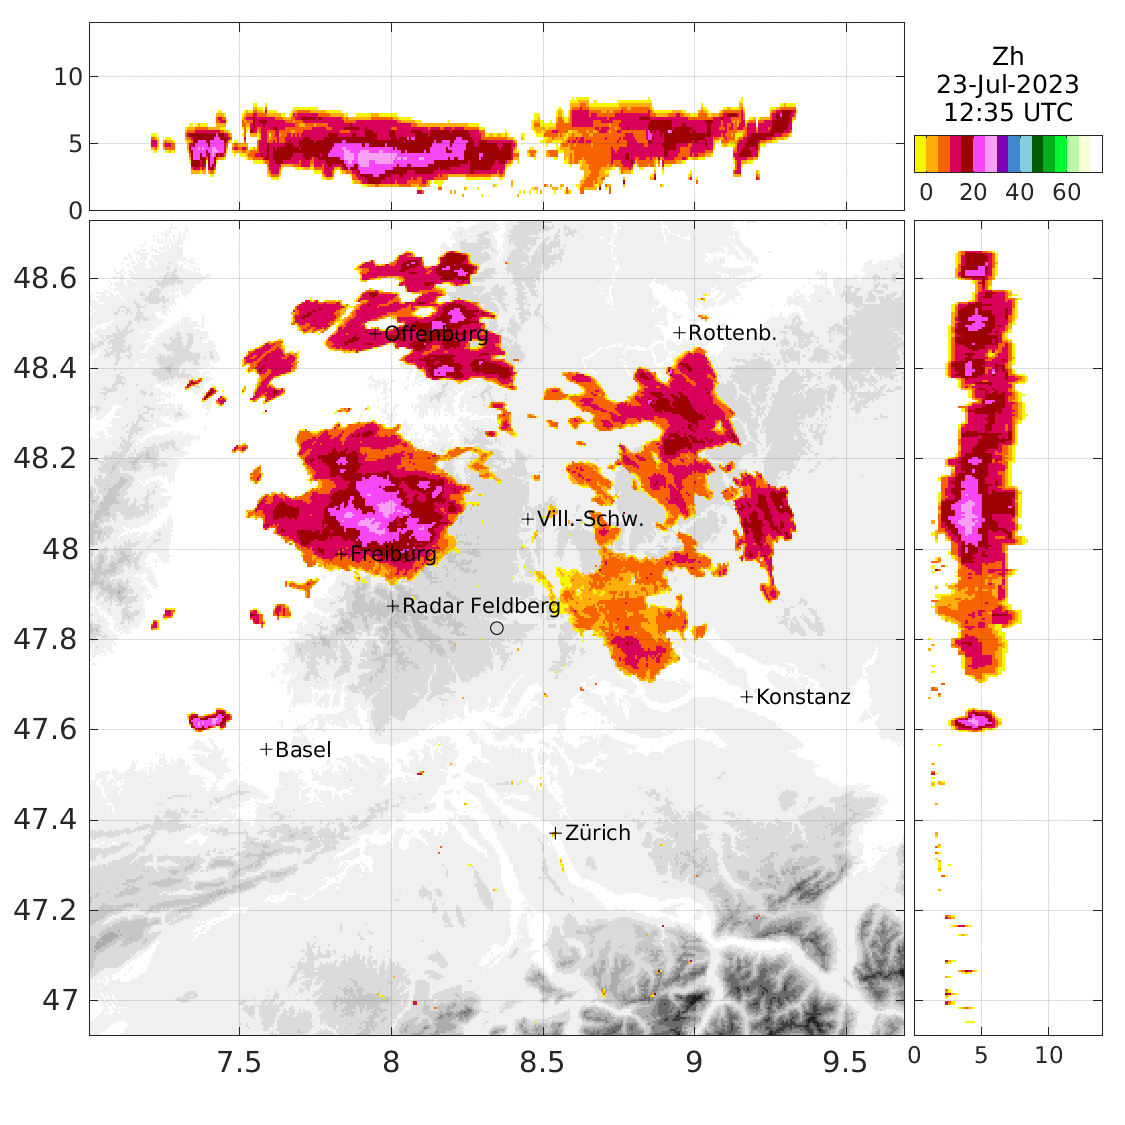 Zh
23-Jul-2023
12:35 UTC
10
5
0
0 20 40 60
48.6
48.4
48.2
48
47.8
47.6
47.4
47.2
47
Offenburg
Rottenb.
Vill.-Schw.
Freiburg
Radar Feldberg
Konstanz
Basel
Zürich
7.5 8 8.5 9 9.5
0 5 10